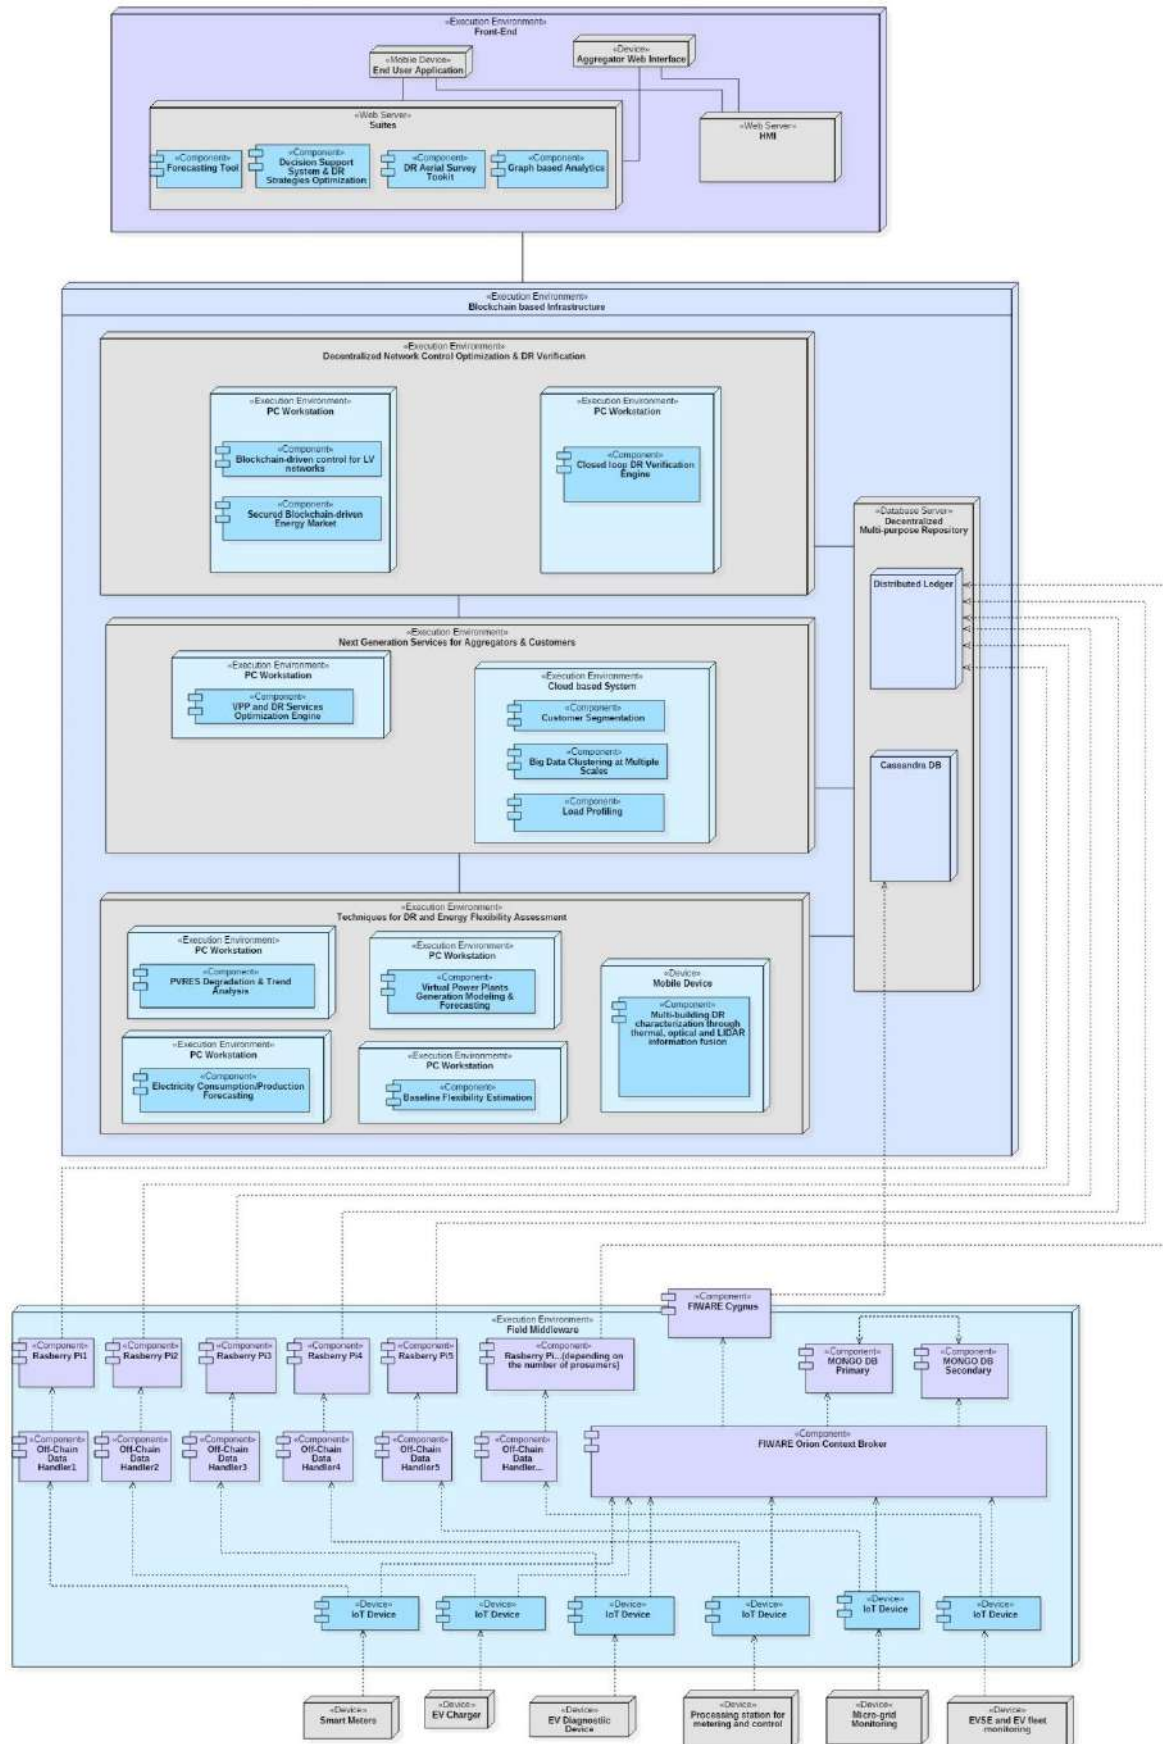 «Execution Environment»
Front-End
«Mobile Device»
End User Application
«Device»
Aggregator Web Interface
«Web Server»
Suites
«Component»
Forecasting Tool
«Component»
Decision Support
System & DR
Strategies Optimization
«Component»
DR Aerial Survey
Toolkit
«Component»
Graph based Analytics
«Web Server»
HMI
«Execution Environment»
Blockchain based Infrastructure
«Execution Environment»
Decentralized Network Control Optimization & DR Verification
«Execution Environment»
PC Workstation
«Component»
Blockchain-driven control for LV
networks
«Component»
Secured Blockchain-driven
Energy Market
«Execution Environment»
PC Workstation
«Component»
Closed loop DR Verification
Engine
«Database Server»
Decentralized
Multi-purpose Repository
Distributed Ledger
Cassandra DB
«Execution Environment»
Next Generation Services for Aggregators & Customers
«Execution Environment»
PC Workstation
«Component»
VPP and DR Services
Optimization Engine
«Execution Environment»
Cloud based System
«Component»
Customer Segmentation
«Component»
Big Data Clustering at Multiple
Scales
«Component»
Load Profiling
«Execution Environment»
Techniques for DR and Energy Flexibility Assessment
«Execution Environment»
PC Workstation
«Component»
PVRES Degradation & Trend
Analysis
«Execution Environment»
PC Workstation
«Component»
Virtual Power Plants
Generation Modeling &
Forecasting
«Device»
Mobile Device
«Component»
Multi-building DR
characterization through
thermal, optical and LIDAR
information fusion
«Execution Environment»
PC Workstation
«Component»
Electricity Consumption/Production
Forecasting
«Execution Environment»
PC Workstation
«Component»
Baseline Flexibility Estimation
«Execution Environment»
Field Middleware
«Component»
FIWARE Cygnus
«Component»
Rasberry Pi1
«Component»
Rasberry Pi2
«Component»
Rasberry Pi3
«Component»
Rasberry Pi4
«Component»
Rasberry Pi5
«Component»
Rasberry Pi...(depending on
the number of prosumers)
«Component»
MONGO DB
Primary
«Component»
MONGO DB
Secondary
«Component»
Off-Chain
Data
Handler1
«Component»
Off-Chain
Data
Handler2
«Component»
Off-Chain
Data
Handler3
«Component»
Off-Chain
Data
Handler4
«Component»
Off-Chain
Data
Handler5
«Component»
Off-Chain
Data
Handler...
«Component»
FIWARE Orion Context Broker
«Device»
IoT Device
«Device»
IoT Device
«Device»
IoT Device
«Device»
IoT Device
«Device»
IoT Device
«Device»
IoT Device
«Device»
Smart Meters
«Device»
EV Charger
«Device»
EV Diagnostic
Device
«Device»
Processing station for
metering and control
«Device»
Micro-grid
Monitoring
«Device»
EVSE and EV fleet
monitoring